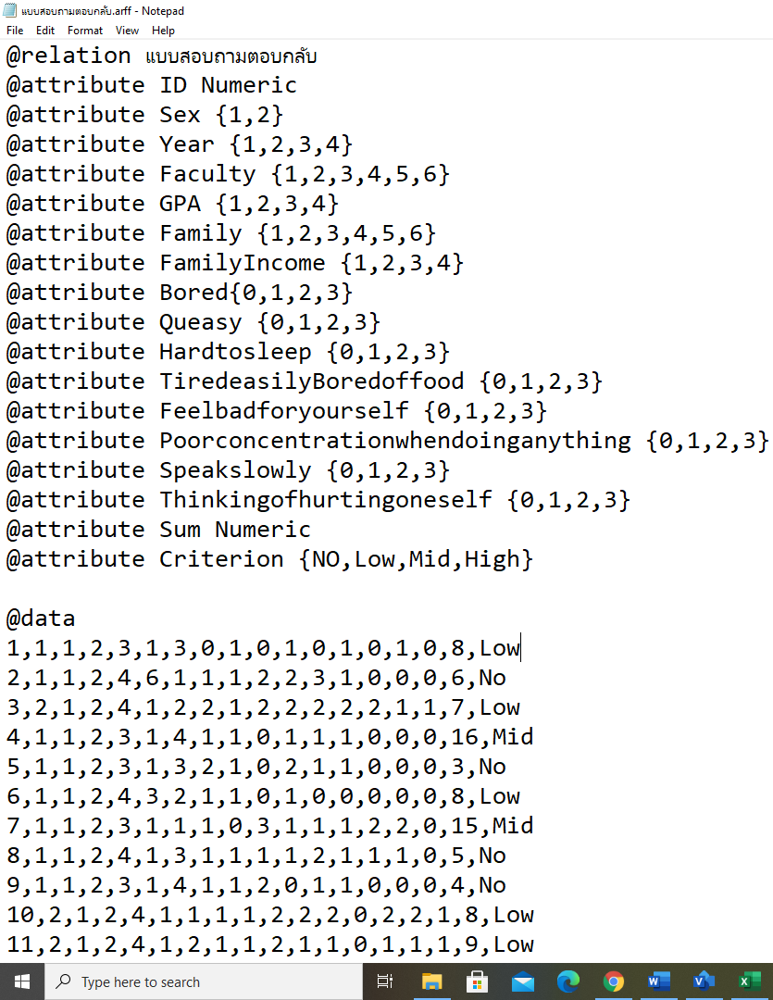 แบบสอบถามตอบกลับ.arff - Notepad
File Edit Format View Help
@relation แบบสอบถามตอบกลับ
@attribute ID Numeric
@attribute Sex {1,2}
@attribute Year {1,2,3,4}
@attribute Faculty {1,2,3,4,5,6}
@attribute GPA {1,2,3,4}
@attribute Family {1,2,3,4,5,6}
@attribute FamilyIncome {1,2,3,4}
@attribute Bored{0,1,2,3}
@attribute Queasy {0,1,2,3}
@attribute Hardtosleep {0,1,2,3}
@attribute TiredeasilyBoredoffood {0,1,2,3}
@attribute Feelbadforyourself {0,1,2,3}
@attribute Poorconcentrationwhendoinganything {0,1,2,3}
@attribute Speakslowly {0,1,2,3}
@attribute Thinkingofhurtingoneself {0,1,2,3}
@attribute Sum Numeric
@attribute Criterion {NO,Low,Mid,High}
@data
1,1,1,2,3,1,3,0,1,0,1,0,1,0,1,0,8,Low
2,1,1,2,4,6,1,1,1,2,2,3,1,0,0,0,6,No
3,2,1,2,4,1,2,2,1,2,2,2,2,2,1,1,7,Low
4,1,1,2,3,1,4,1,1,0,1,1,1,0,0,0,16,Mid
5,1,1,2,3,1,3,2,1,0,2,1,1,0,0,0,3,No
6,1,1,2,4,3,2,1,1,0,1,0,0,0,0,0,8,Low
7,1,1,2,3,1,1,1,0,3,1,1,1,2,2,0,15,Mid
8,1,1,2,4,1,3,1,1,1,1,2,1,1,1,0,5,No
9,1,1,2,3,1,4,1,1,2,0,1,1,0,0,0,4,No
10,2,1,2,4,1,1,1,1,2,2,2,0,2,2,1,8,Low
11,2,1,2,4,1,2,1,1,2,1,1,0,1,1,1,9,Low
Type here to search